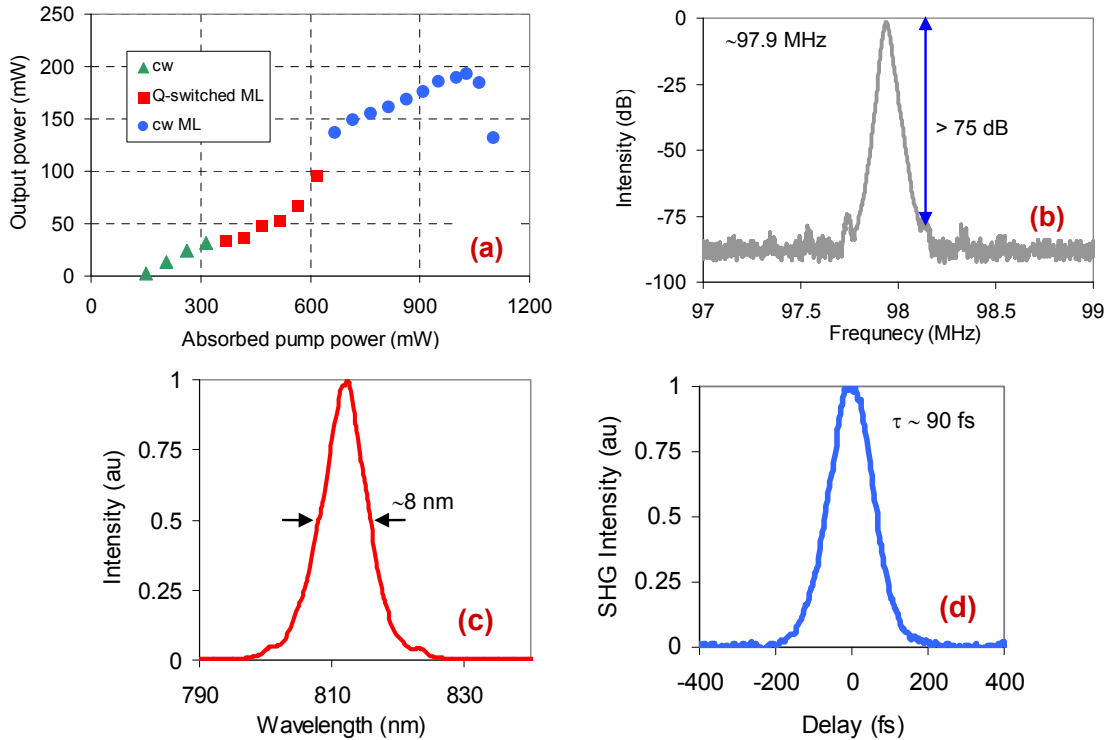 250
200
150
100
50
0
Output power (mW)
cw
Q-switched ML
cw ML
(a)
0
300
600
900
1200
Absorbed pump power (mW)
0
-25
-50
-75
-100
Intensity (dB)
~97.9 MHz
> 75 dB
(b)
97
97.5
98
98.5
99
Frequnecy (MHz)
1
0.75
0.5
0.25
0
Intensity (au)
~8 nm
(c)
790
810
830
Wavelength (nm)
1
0.75
0.5
0.25
0
SHG Intensity (au)
τ ~ 90 fs
(d)
-400
-200
0
200
400
Delay (fs)